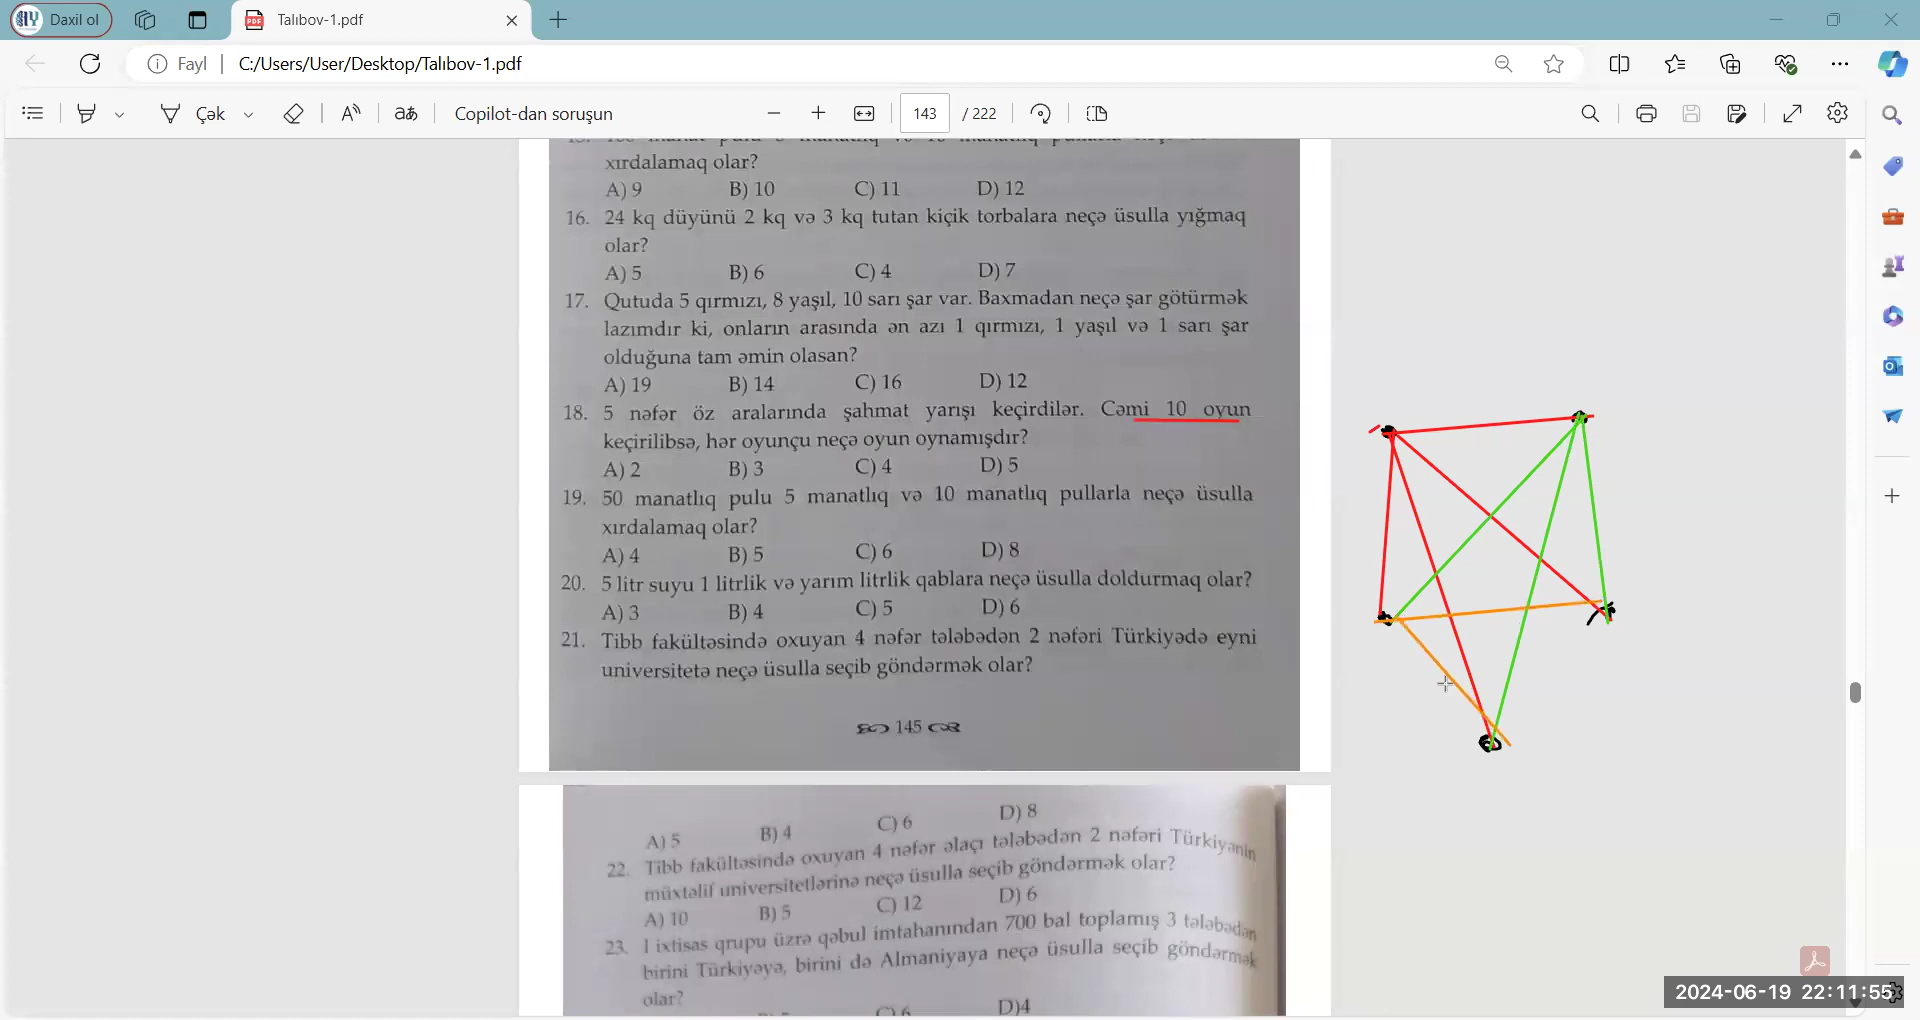 Daxil ol
Talıbov-1.pdf
Fayl
C:/Users/User/Desktop/Talıbov-1.pdf
Çək
aあ
Copilot-dan soruşun
143 / 222
xırdalamaq olar?
A) 9 B) 10 C) 11 D) 12
16. 24 kq düyünü 2 kq və 3 kq tutan kiçik torbalara neçə üsulla yığmaq
olar?
A) 5 B) 6 C) 4 D) 7
17. Qutuda 5 qırmızı, 8 yaşıl, 10 sarı şar var. Baxmadan neçə şar götürmək
lazımdır ki, onların arasında ən azı 1 qırmızı, 1 yaşıl və 1 sarı şar
olduğuna tam əmin olasan?
A) 19 B) 14 C) 16 D) 12
18. 5 nəfər öz aralarında şahmat yarışı keçirdilər. Cəmi 10 oyun
keçirilibsə, hər oyunçu neçə oyun oynamışdır?
A) 2 B) 3 C) 4 D) 5
19. 50 manatlıq pulu 5 manatlıq və 10 manatlıq pullarla neçə üsulla
xırdalamaq olar?
A) 4 B) 5 C) 6 D) 8
20. 5 litr suyu 1 litrlik və yarım litrlik qablara neçə üsulla doldurmaq olar?
A) 3 B) 4 C) 5 D) 6
21. Tibb fakültəsində oxuyan 4 nəfər tələbədən 2 nəfəri Türkiyədə eyni
universitetə neçə üsulla seçib göndərmək olar?
145
A) 5 B) 4 C) 6 D) 8
22. Tibb fakültəsində oxuyan 4 nəfər əlaçı tələbədən 2 nəfəri Türkiyənin
müxtəlif universitetlərinə neçə üsulla seçib göndərmək olar?
A) 10 B) 5 C) 12 D) 6
23. I ixtisas qrupu üzrə qəbul imtahanından 700 bal toplamış 3 tələbədən
birini Türkiyəyə, birini də Almaniyaya neçə üsulla seçib göndərmək
olar?
D)4
2024-06-19 22:11:55